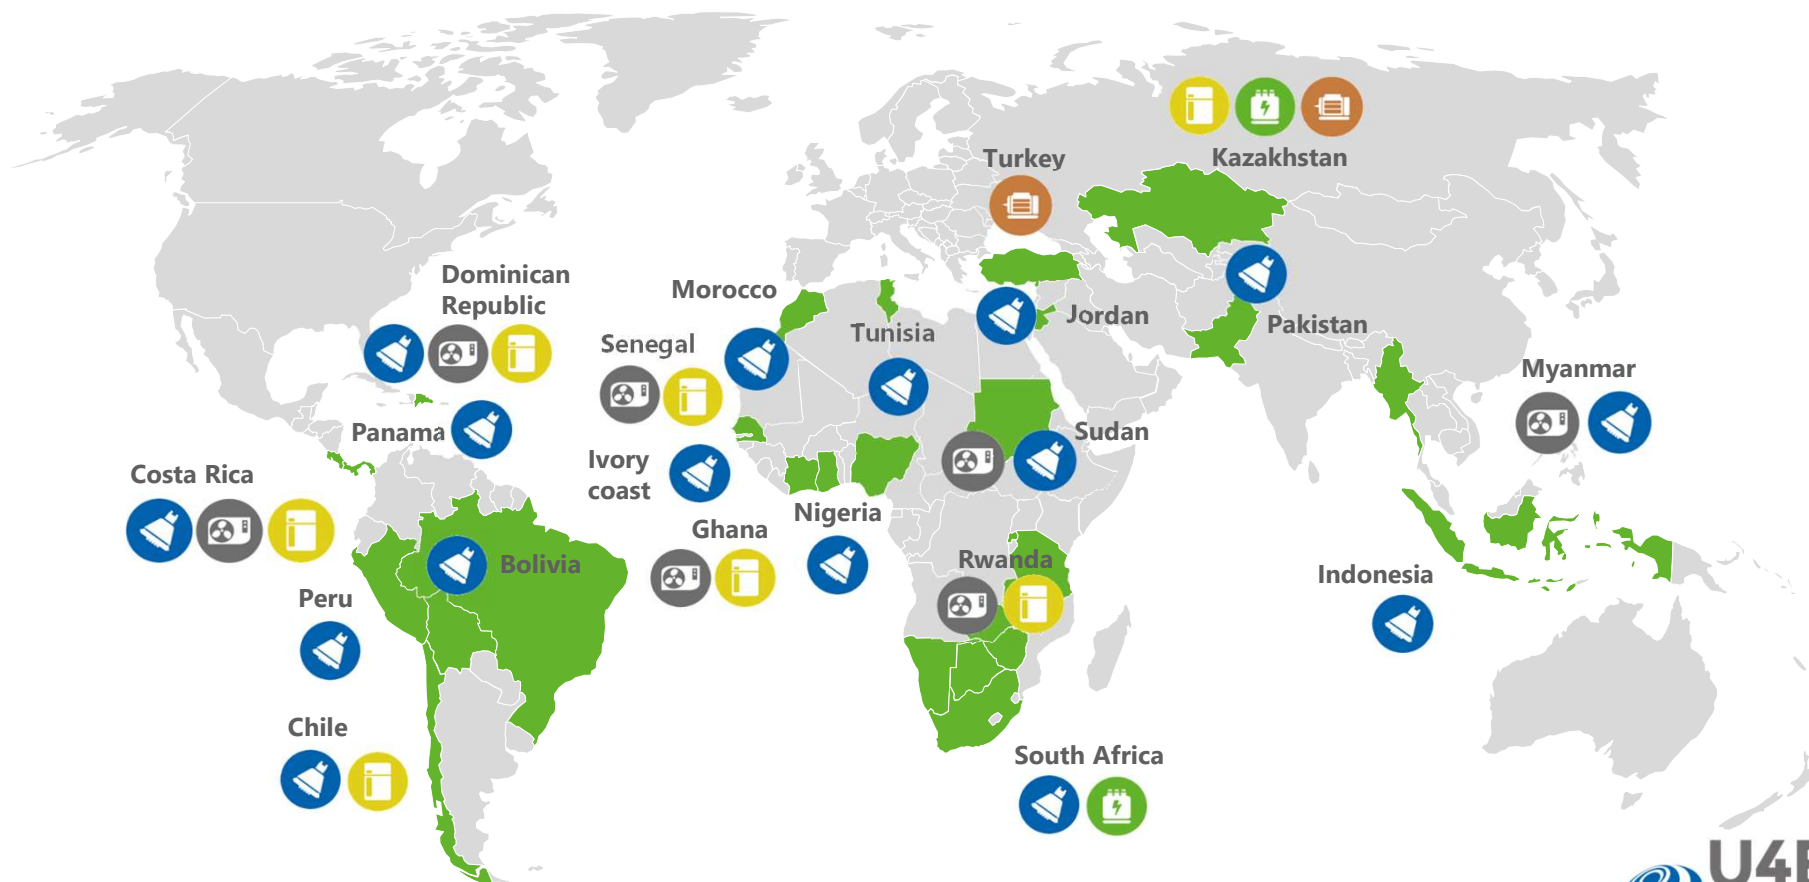 Turkey
Kazakhstan
Dominican
Republic
Morocco
Tunisia
Jordan
Pakistan
Senegal
Myanmar
Panama
Sudan
Costa Rica
Ivory
coast
Nigeria
Ghana
Bolivia
Rwanda
Indonesia
Peru
Chile
South Africa